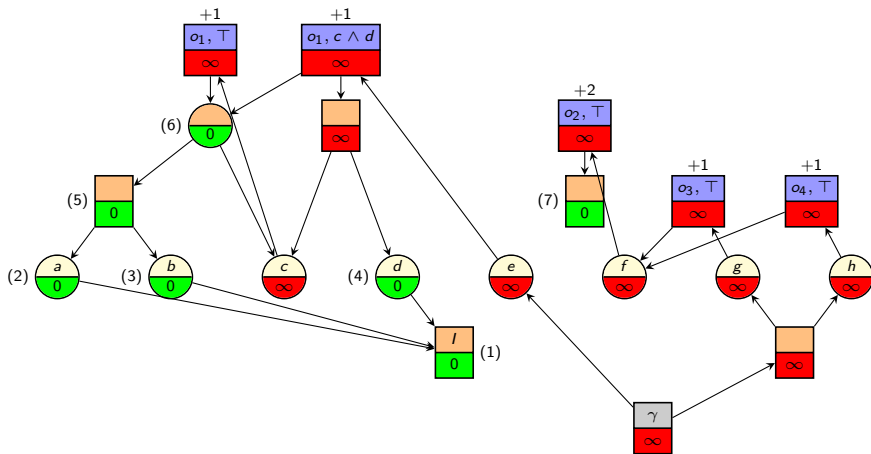 +1 +1
o₁, ⊤ o₁, c ∧ d
∞ ∞
+2
(6) 0 ∞ o₂, ⊤
∞
+1 +1
(5) (7) o₃, ⊤ o₄, ⊤
0 0 ∞ ∞
(2) a (3) b c (4) d e f g h
0 0 ∞ 0 ∞ ∞ ∞ ∞
I (1)
0 ∞
γ
∞